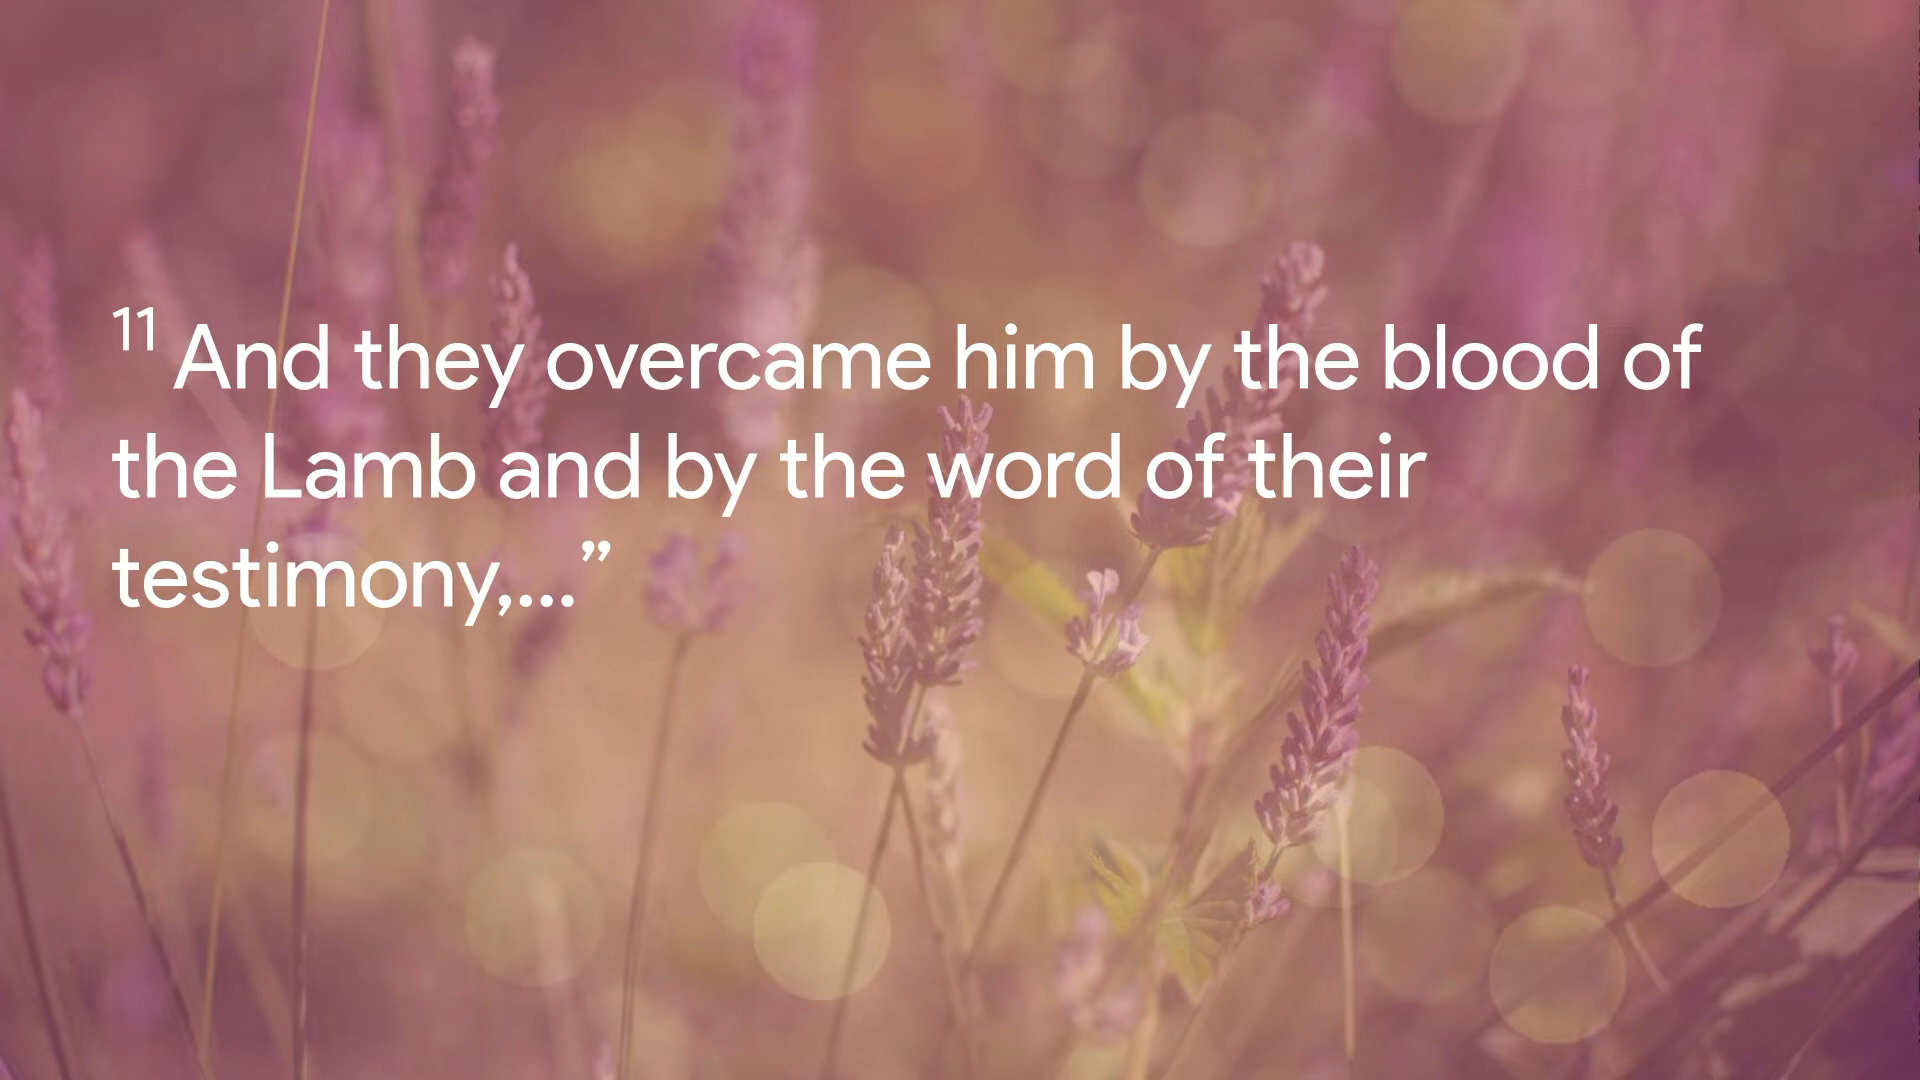 11 And they overcame him by the blood of
the Lamb and by the word of their
testimony,...”